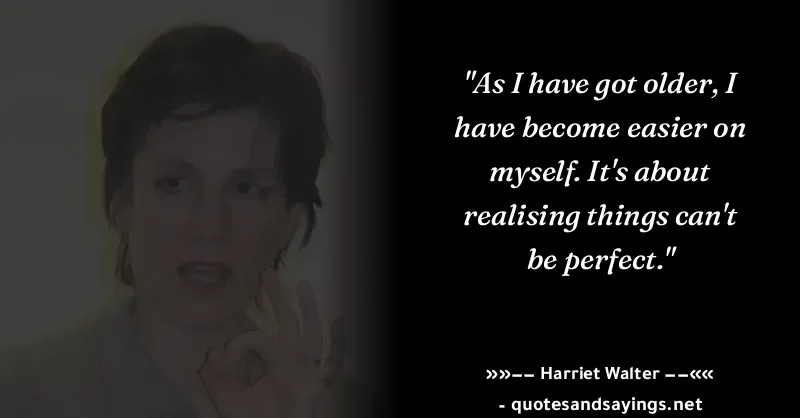 "As I have got older, I
have become easier on
myself. It's about
realising things can't
be perfect."
»»–– Harriet Walter ––««
- quotesandsayings.net